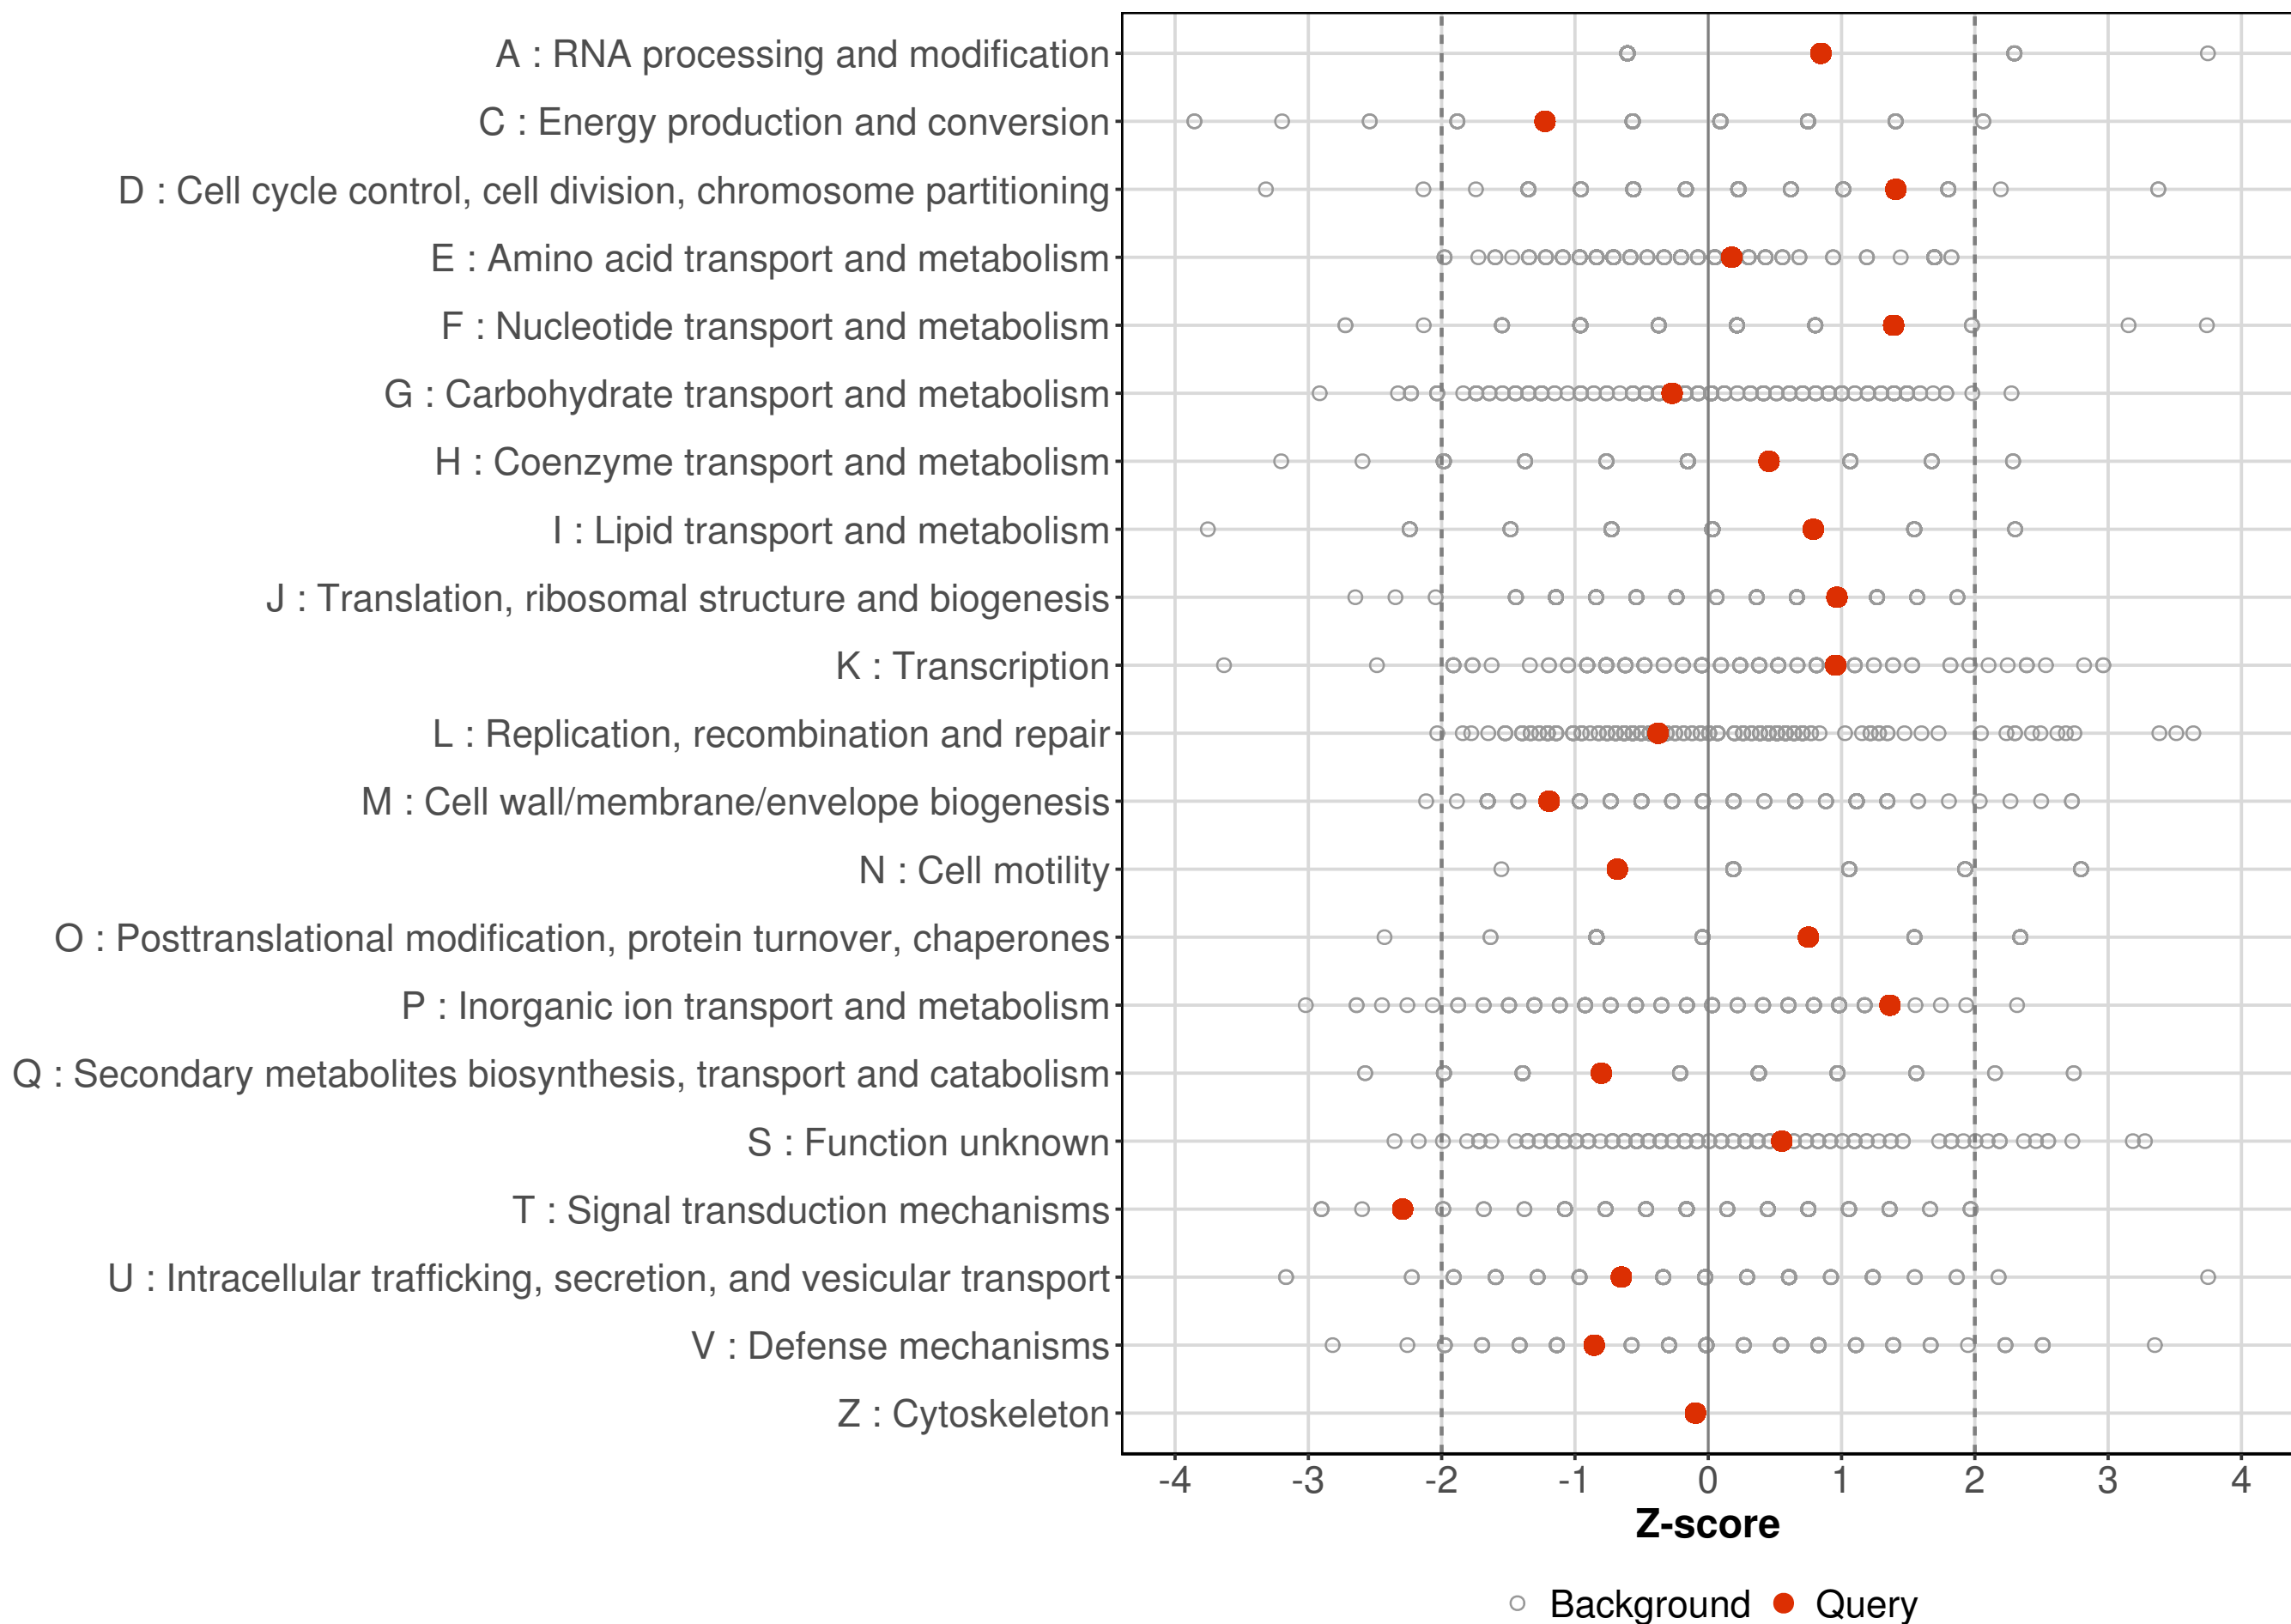 A : RNA processing and modification
C : Energy production and conversion
D : Cell cycle control, cell division, chromosome partitioning
E : Amino acid transport and metabolism
F : Nucleotide transport and metabolism
G : Carbohydrate transport and metabolism
H : Coenzyme transport and metabolism
I : Lipid transport and metabolism
J : Translation, ribosomal structure and biogenesis
K : Transcription
L : Replication, recombination and repair
M : Cell wall/membrane/envelope biogenesis
N : Cell motility
O : Posttranslational modification, protein turnover, chaperones
P : Inorganic ion transport and metabolism
Q : Secondary metabolites biosynthesis, transport and catabolism
S : Function unknown
T : Signal transduction mechanisms
U : Intracellular trafficking, secretion, and vesicular transport
V : Defense mechanisms
Z : Cytoskeleton
-4 -3 -2 -1 0 1 2 3 4
Z-score
Background Query